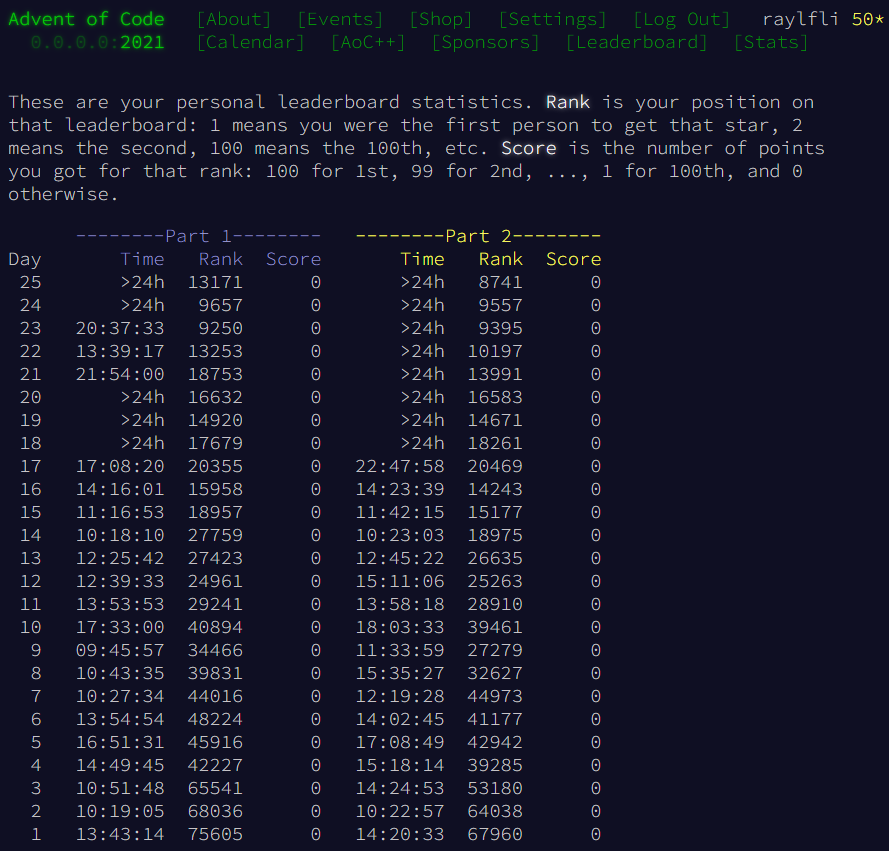 Advent of Code [About] [Events] [Shop] [Settings] [Log Out] raylfli 50*
0.0.0.0:2021 [Calendar] [AoC++] [Sponsors] [Leaderboard] [Stats]
These are your personal leaderboard statistics. Rank is your position on
that leaderboard: 1 means you were the first person to get that star, 2
means the second, 100 means the 100th, etc. Score is the number of points
you got for that rank: 100 for 1st, 99 for 2nd, ..., 1 for 100th, and 0
otherwise.
--------Part 1-------- --------Part 2--------
Day Time Rank Score Time Rank Score
25 >24h 13171 0 >24h 8741 0
24 >24h 9657 0 >24h 9557 0
23 20:37:33 9250 0 >24h 9395 0
22 13:39:17 13253 0 >24h 10197 0
21 21:54:00 18753 0 >24h 13991 0
20 >24h 16632 0 >24h 16583 0
19 >24h 14920 0 >24h 14671 0
18 >24h 17679 0 >24h 18261 0
17 17:08:20 20355 0 22:47:58 20469 0
16 14:16:01 15958 0 14:23:39 14243 0
15 11:16:53 18957 0 11:42:15 15177 0
14 10:18:10 27759 0 10:23:03 18975 0
13 12:25:42 27423 0 12:45:22 26635 0
12 12:39:33 24961 0 15:11:06 25263 0
11 13:53:53 29241 0 13:58:18 28910 0
10 17:33:00 40894 0 18:03:33 39461 0
9 09:45:57 34466 0 11:33:59 27279 0
8 10:43:35 39831 0 15:35:27 32627 0
7 10:27:34 44016 0 12:19:28 44973 0
6 13:54:54 48224 0 14:02:45 41177 0
5 16:51:31 45916 0 17:08:49 42942 0
4 14:49:45 42227 0 15:18:14 39285 0
3 10:51:48 65541 0 14:24:53 53180 0
2 10:19:05 68036 0 10:22:57 64038 0
1 13:43:14 75605 0 14:20:33 67960 0